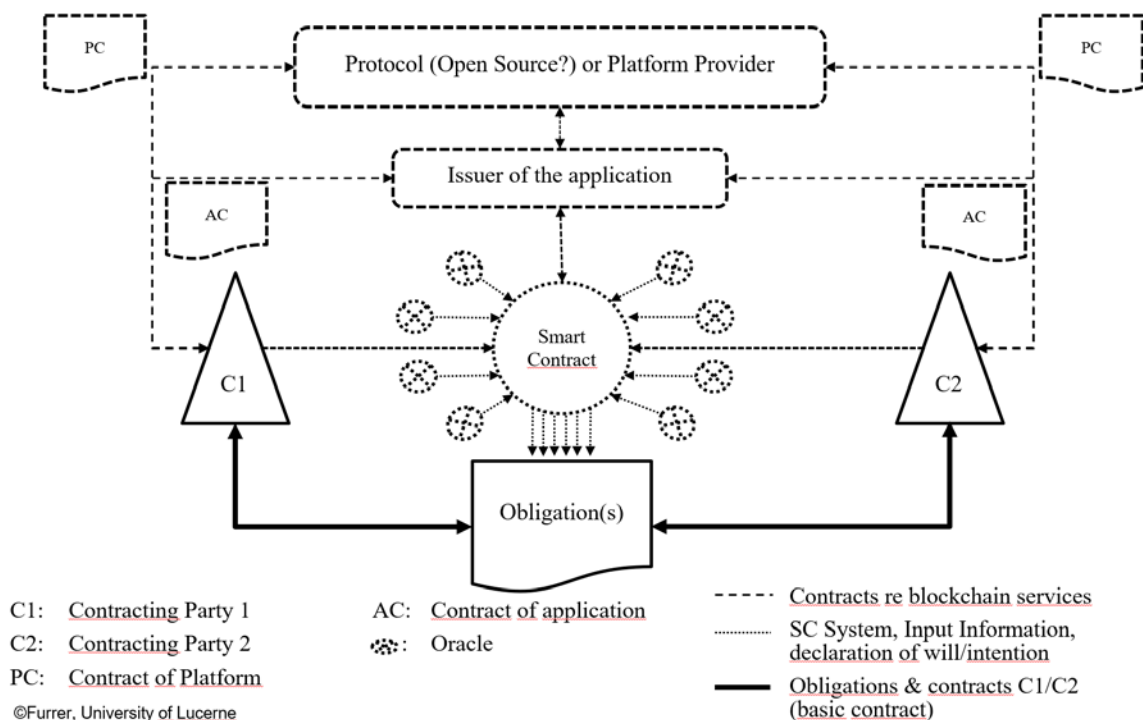 PC
PC
Protocol (Open Source?) or Platform Provider
Issuer of the application
AC
AC
Smart
Contract
C1
C2
Obligation(s)
C1: Contracting Party 1
C2: Contracting Party 2
PC: Contract of Platform
AC: Contract of application
: Oracle
Contracts re blockchain services
SC System, Input Information,
declaration of will/intention
Obligations & contracts C1/C2
(basic contract)
©Furrer, University of Lucerne